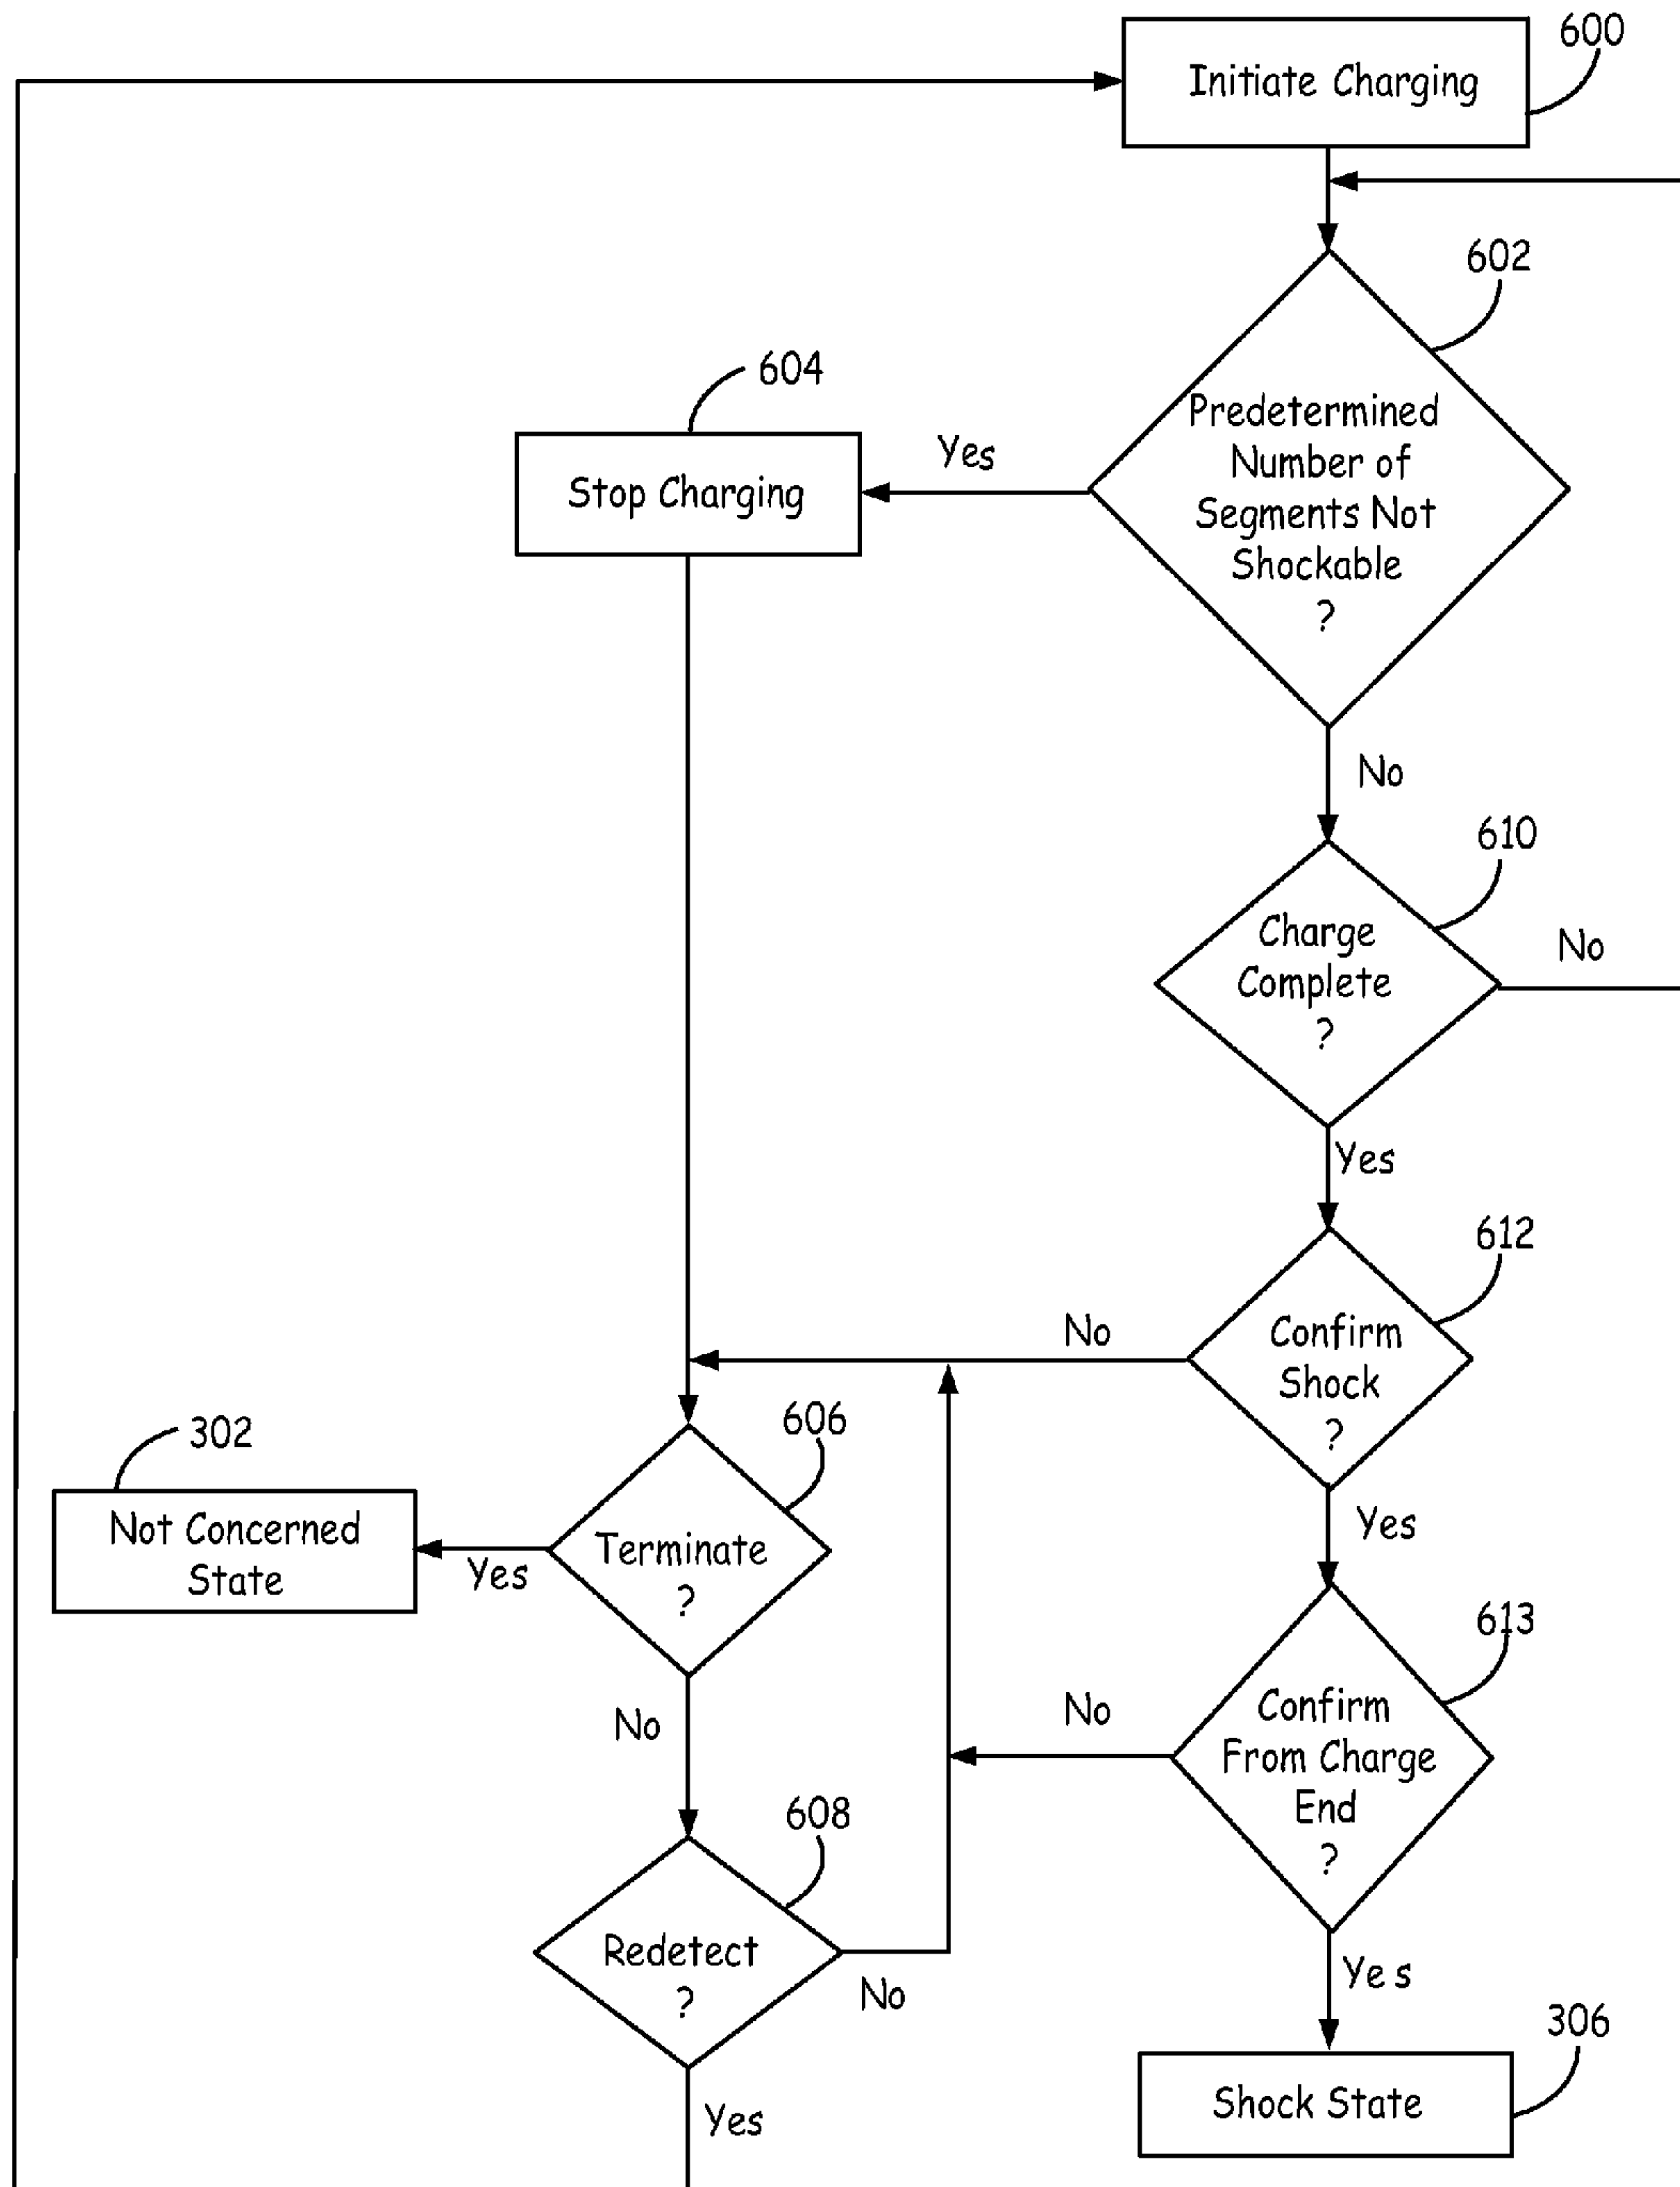 600
Initiate Charging
602
604
Predetermined
Number of
Segments Not
Shockable
?
Yes
Stop Charging
No
610
Charge
Complete
?
No
Yes
612
No
Confirm
Shock
?
302
606
Not Concerned
State
Yes
Terminate
?
Yes
613
No
No
Confirm
From Charge
End
?
608
Redetect
?
No
Yes
306
Shock State
Yes